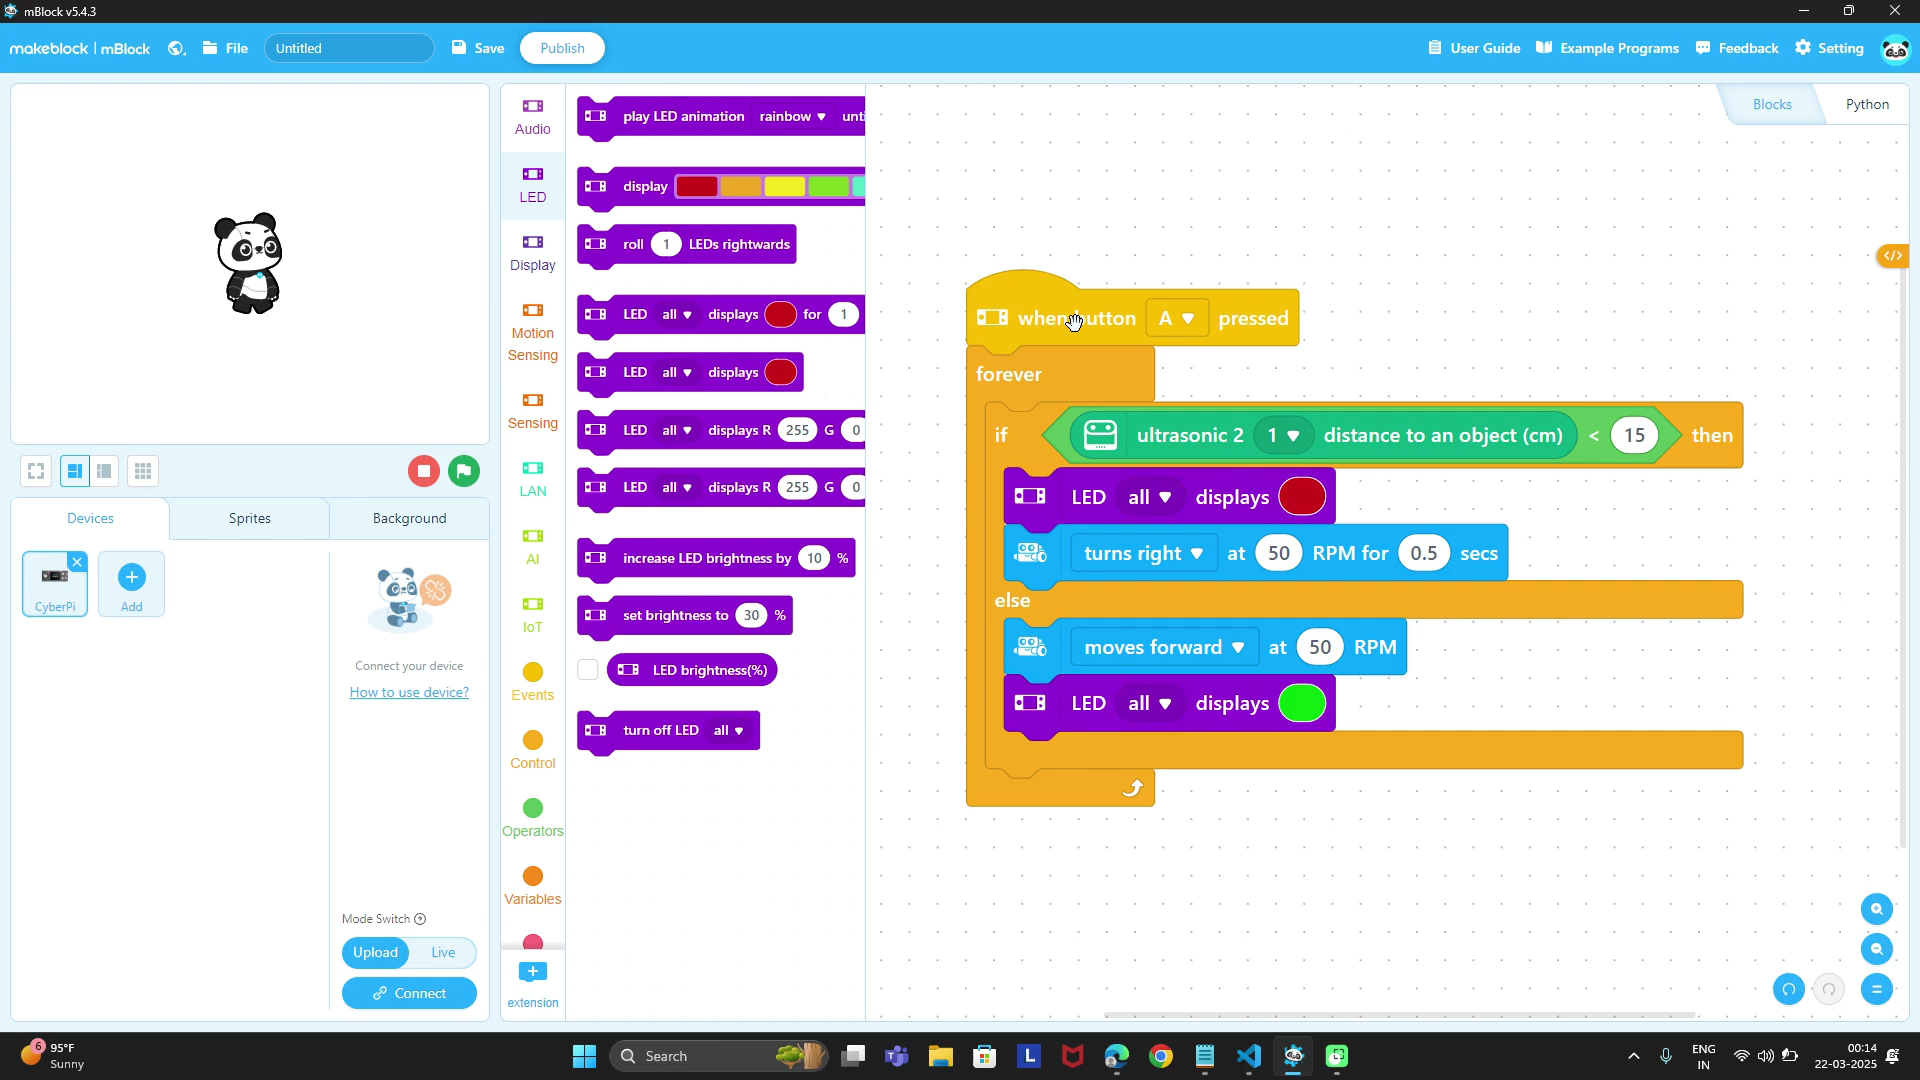 mBlock v5.4.3
makeblock | mBlock File Untitled Save Publish User Guide Example Programs Feedback Setting
Blocks Python
Audio
LED
Display
Motion
Sensing
Sensing
LAN
AI
IoT
Events
Control
Operators
Variables
extension
play LED animation rainbow unti
display
roll 1 LEDs rightwards
LED all displays for 1
LED all displays
LED all displays R 255 G 0
LED all displays R 255 G 0
increase LED brightness by 10 %
set brightness to 30 %
LED brightness(%)
turn off LED all
when button A pressed
forever
if ultrasonic 2 1 distance to an object (cm) < 15 then
LED all displays
turns right at 50 RPM for 0.5 secs
else
moves forward at 50 RPM
LED all displays
Devices Sprites Background
CyberPi Add
Connect your device
How to use device?
Mode Switch
Upload Live
Connect
6 95°F
Sunny
Search
L
ENG
IN
00:14
22-03-2025